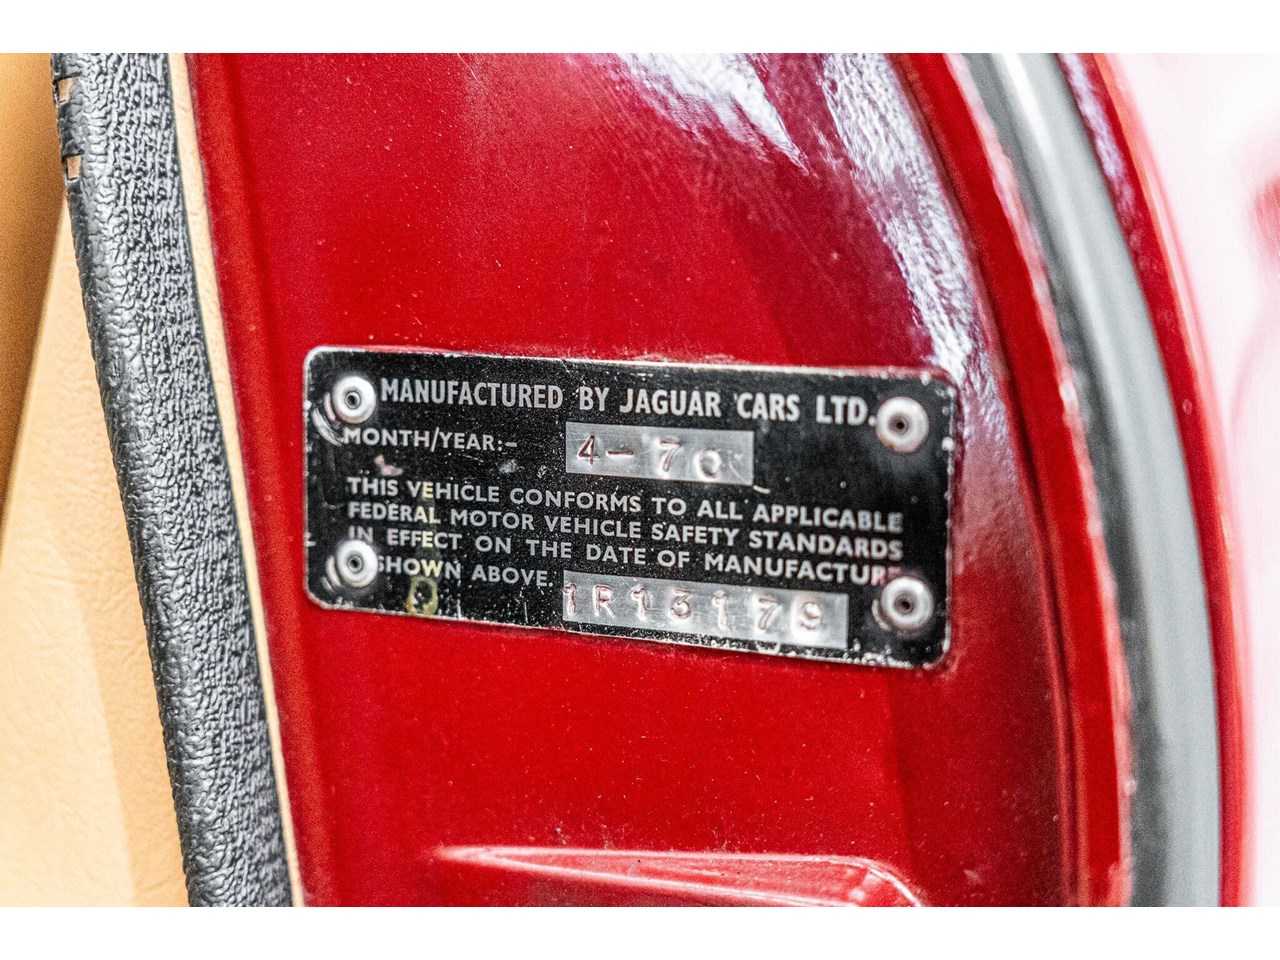 MANUFACTURED BY JAGUAR CARS LTD.
MONTH/YEAR:- 4-70
THIS VEHICLE CONFORMS TO ALL APPLICABLE
FEDERAL MOTOR VEHICLE SAFETY STANDARDS
IN EFFECT ON THE DATE OF MANUFACTURE
SHOWN ABOVE. 1R13179